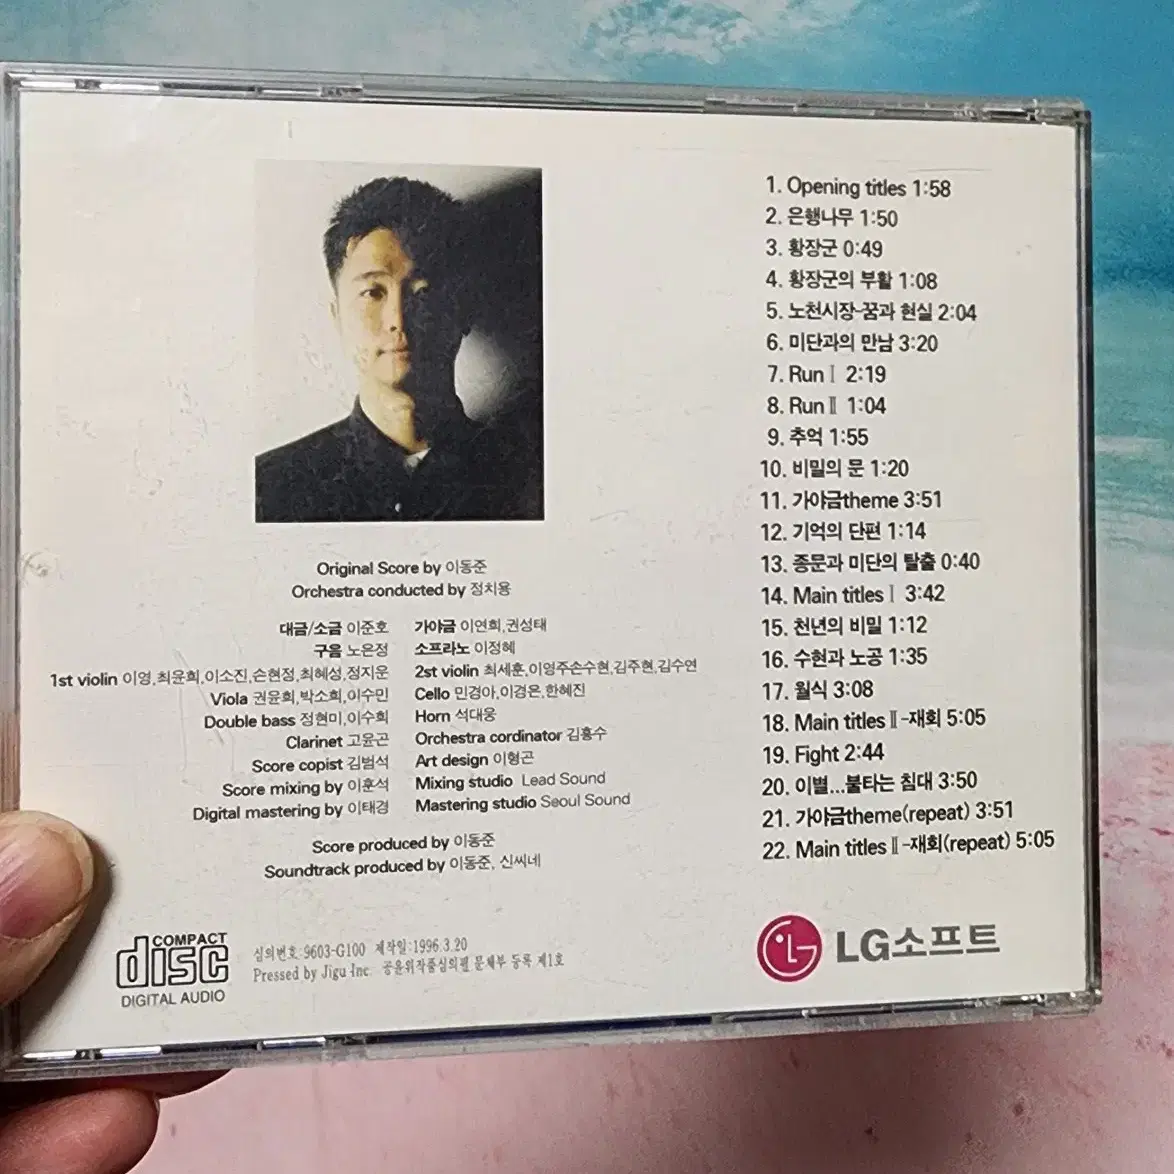 Original Score by 이동준
Orchestra conducted by 정치용
대금/소금 이준호
가야금 이연희,권성태
구음 노은정
소프라노 이정혜
1st violin 이영,최윤희,이소진,손현정,최혜성,정지운
2st violin 최세훈,이영주손수현,김주현,김수연
Viola 권윤희,박소희,이수민
Cello 민경아,이경은,한혜진
Double bass 정현미,이수희
Horn 석대웅
Clarinet 고윤곤
Orchestra cordinator 김홍수
Score copist 김범석
Art design 이형곤
Score mixing by 이훈석
Mixing studio Lead Sound
Digital mastering by 이태경
Mastering studio Seoul Sound
Score produced by 이동준
Soundtrack produced by 이동준, 신씨네
COMPACT
disc
DIGITAL AUDIO
심의번호:9603-G100 제작일:1996.3.20
Pressed by Jigu Inc. 공윤위작품심의필 문체부 등록 제1호
1. Opening titles 1:58
2. 은행나무 1:50
3. 황장군 0:49
4. 황장군의 부활 1:08
5. 노천시장-꿈과 현실 2:04
6. 미단과의 만남 3:20
7. Run Ⅰ 2:19
8. Run Ⅱ 1:04
9. 추억 1:55
10. 비밀의 문 1:20
11. 가야금theme 3:51
12. 기억의 단편 1:14
13. 종문과 미단의 탈출 0:40
14. Main titles Ⅰ 3:42
15. 천년의 비밀 1:12
16. 수현과 노공 1:35
17. 월식 3:08
18. Main titles Ⅱ-재회 5:05
19. Fight 2:44
20. 이별...불타는 침대 3:50
21. 가야금theme(repeat) 3:51
22. Main titles Ⅱ-재회(repeat) 5:05
LG소프트